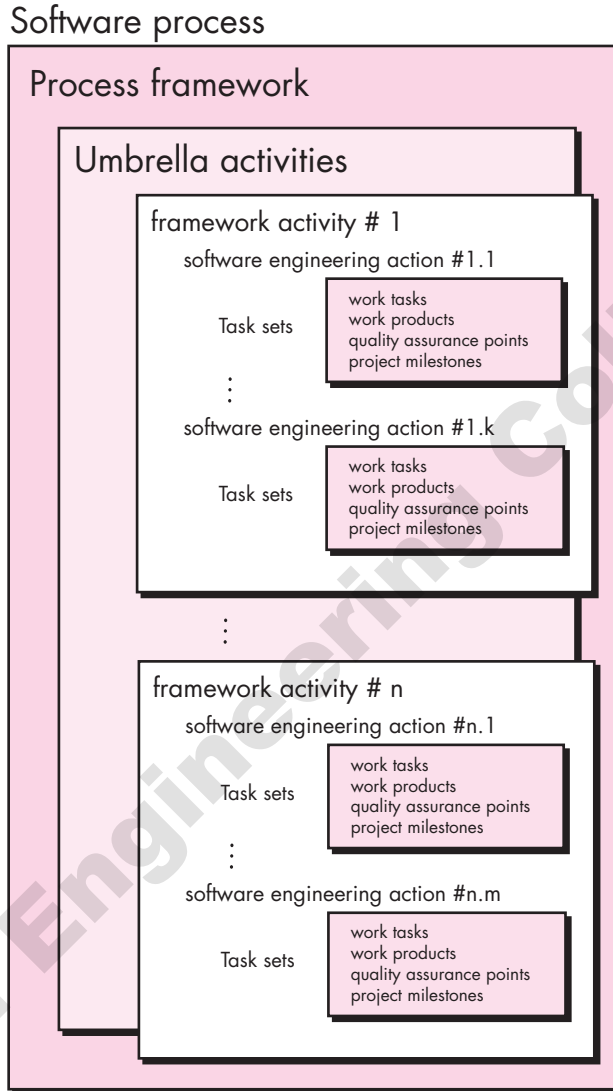 Software process
Process framework
Umbrella activities
framework activity # 1
software engineering action #1.1
Task sets
work tasks
work products
quality assurance points
project milestones
software engineering action #1.k
Task sets
work tasks
work products
quality assurance points
project milestones
framework activity # n
software engineering action #n.1
Task sets
work tasks
work products
quality assurance points
project milestones
software engineering action #n.m
Task sets
work tasks
work products
quality assurance points
project milestones
Engineering